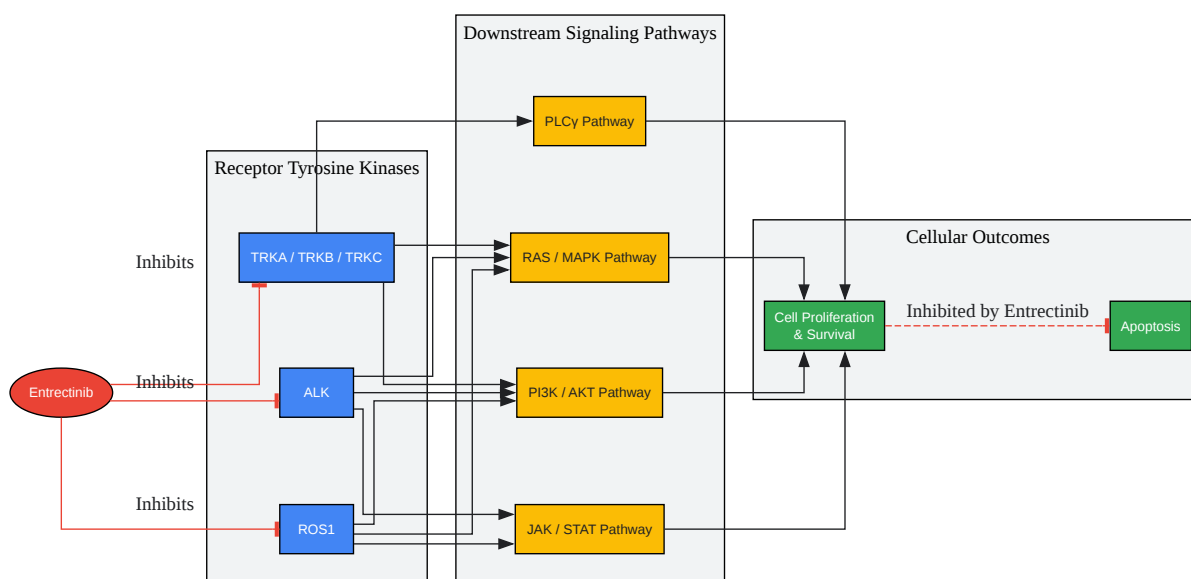 Downstream Signaling Pathways
PLCγ Pathway
Receptor Tyrosine Kinases
Inhibits
TRKA / TRKB / TRKC
RAS / MAPK Pathway
Cellular Outcomes
Cell Proliferation
& Survival
Inhibited by Entrectinib
Apoptosis
Entrectinib
Inhibits
ALK
PI3K / AKT Pathway
Inhibits
ROS1
JAK / STAT Pathway